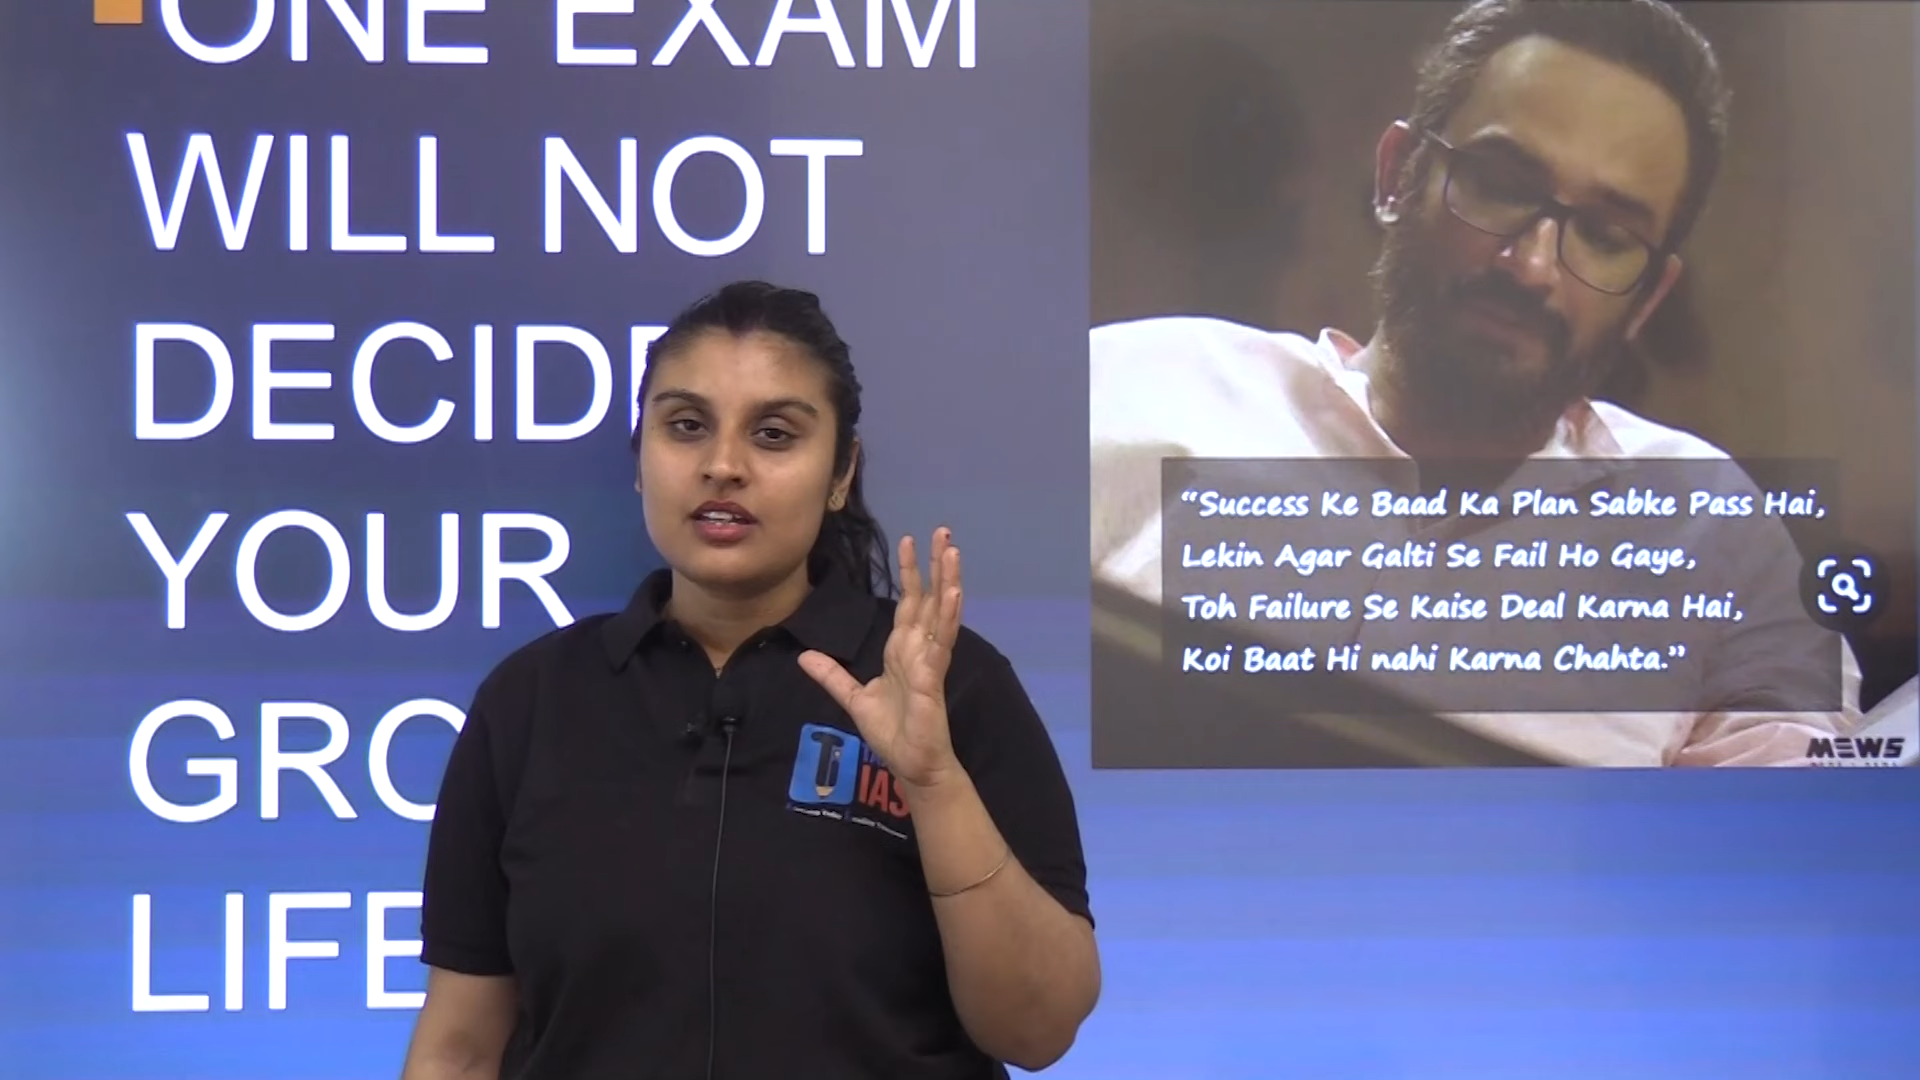 ONE EXAM
WILL NOT
DECIDE
YOUR
GRO
LIFE
“Success Ke Baad Ka Plan Sabke Pass Hai,
Lekin Agar Galti Se Fail Ho Gaye,
Toh Failure Se Kaise Deal Karna Hai,
Koi Baat Hi nahi Karna Chahta.”
MEWS
IAS